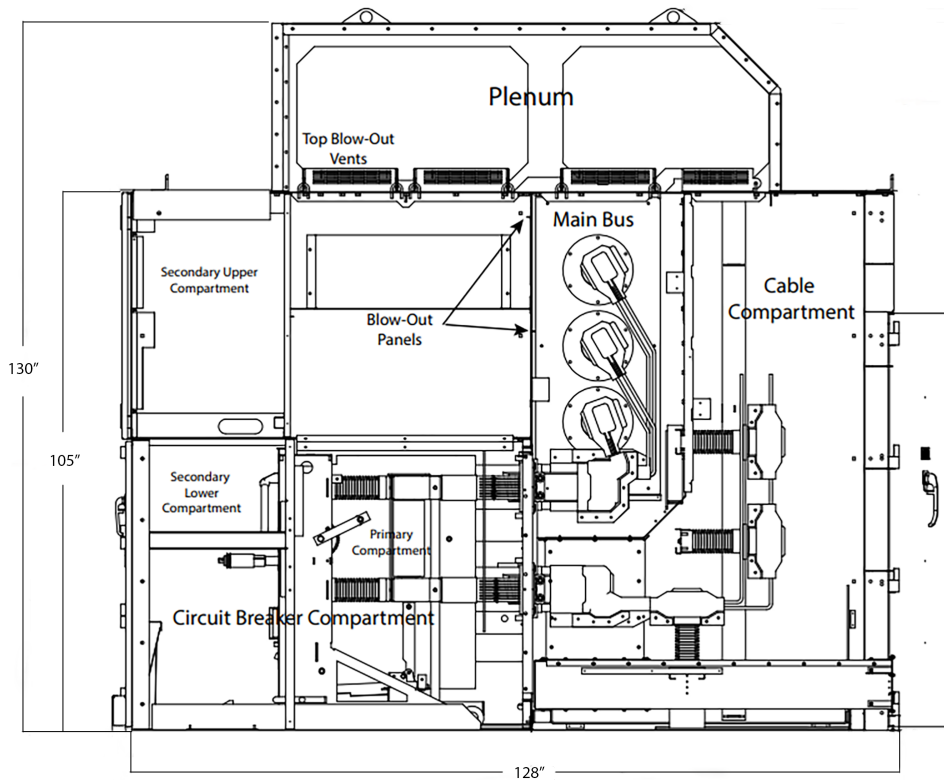 Plenum
Top Blow-Out
Vents
Main Bus
Secondary Upper
Compartment
Cable
Compartment
Blow-Out
Panels
130”
105”
Secondary
Lower
Compartment
Primary
Compartment
Circuit Breaker Compartment
128”